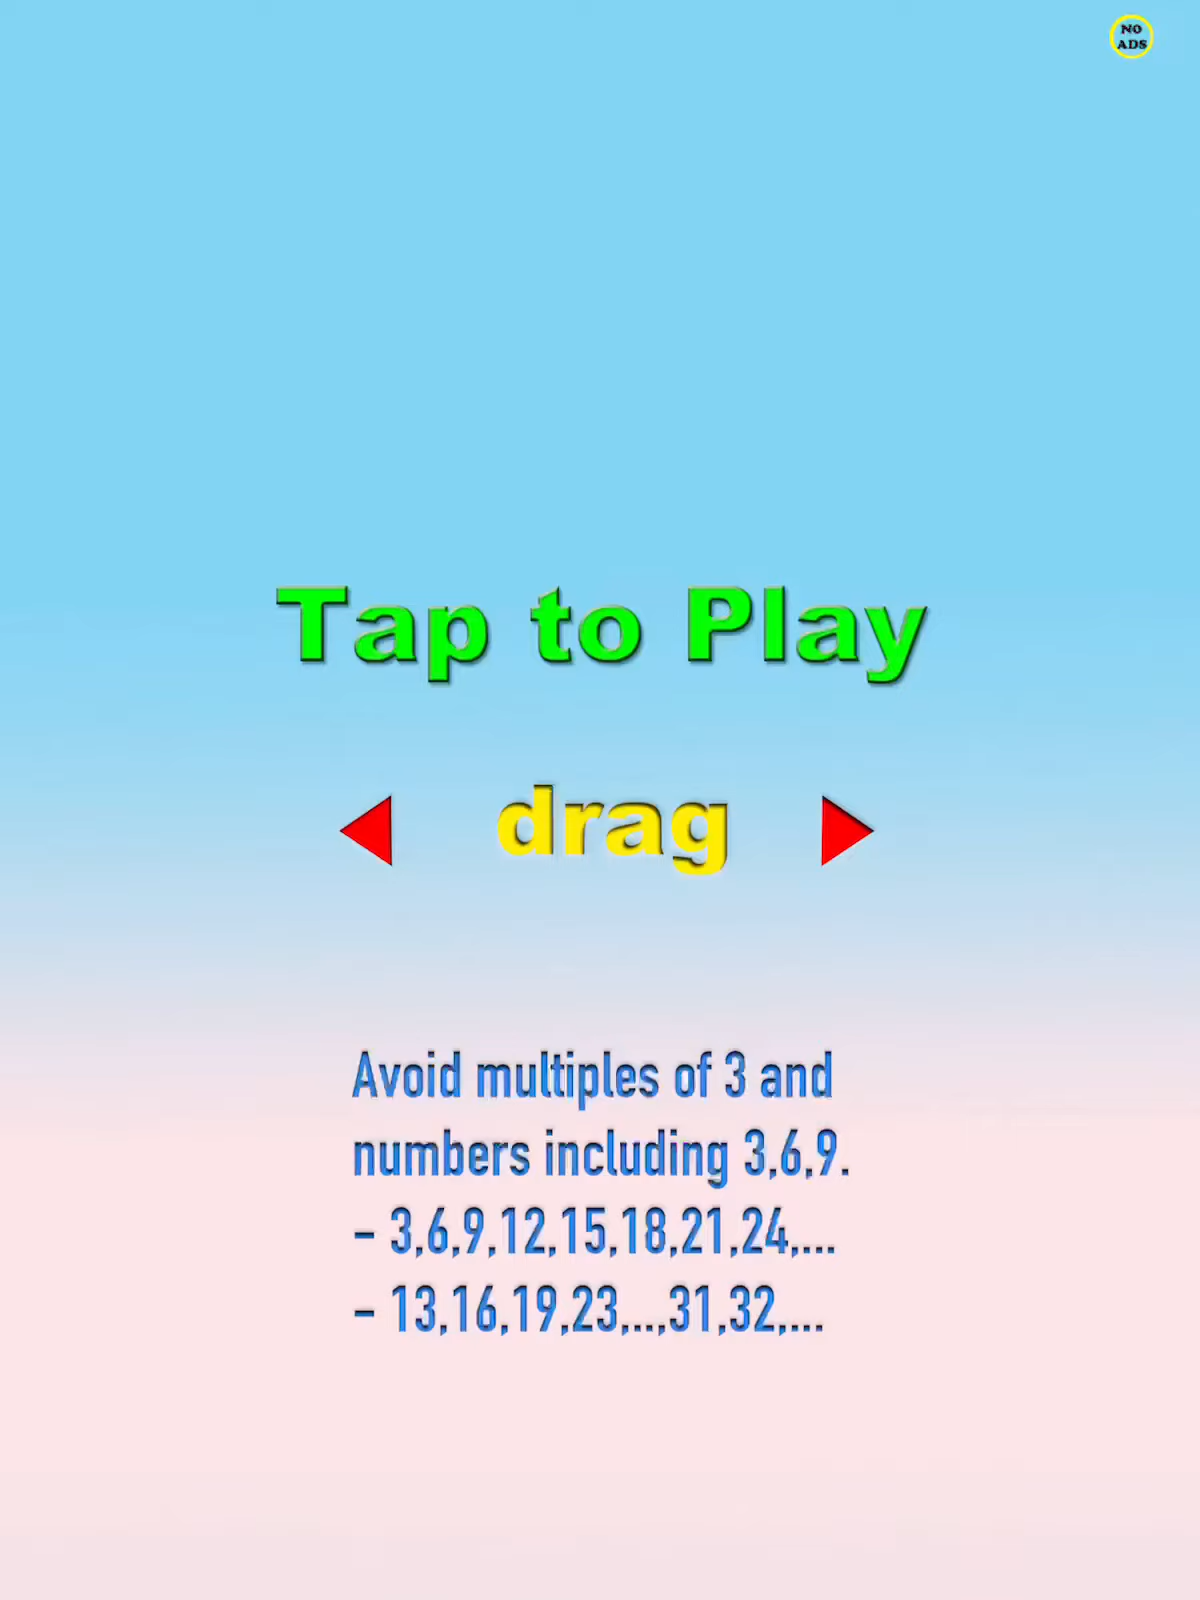 NO
ADS
Tap to Play
drag
Avoid multiples of 3 and
numbers including 3,6,9.
- 3,6,9,12,15,18,21,24,...
- 13,16,19,23,...,31,32,...